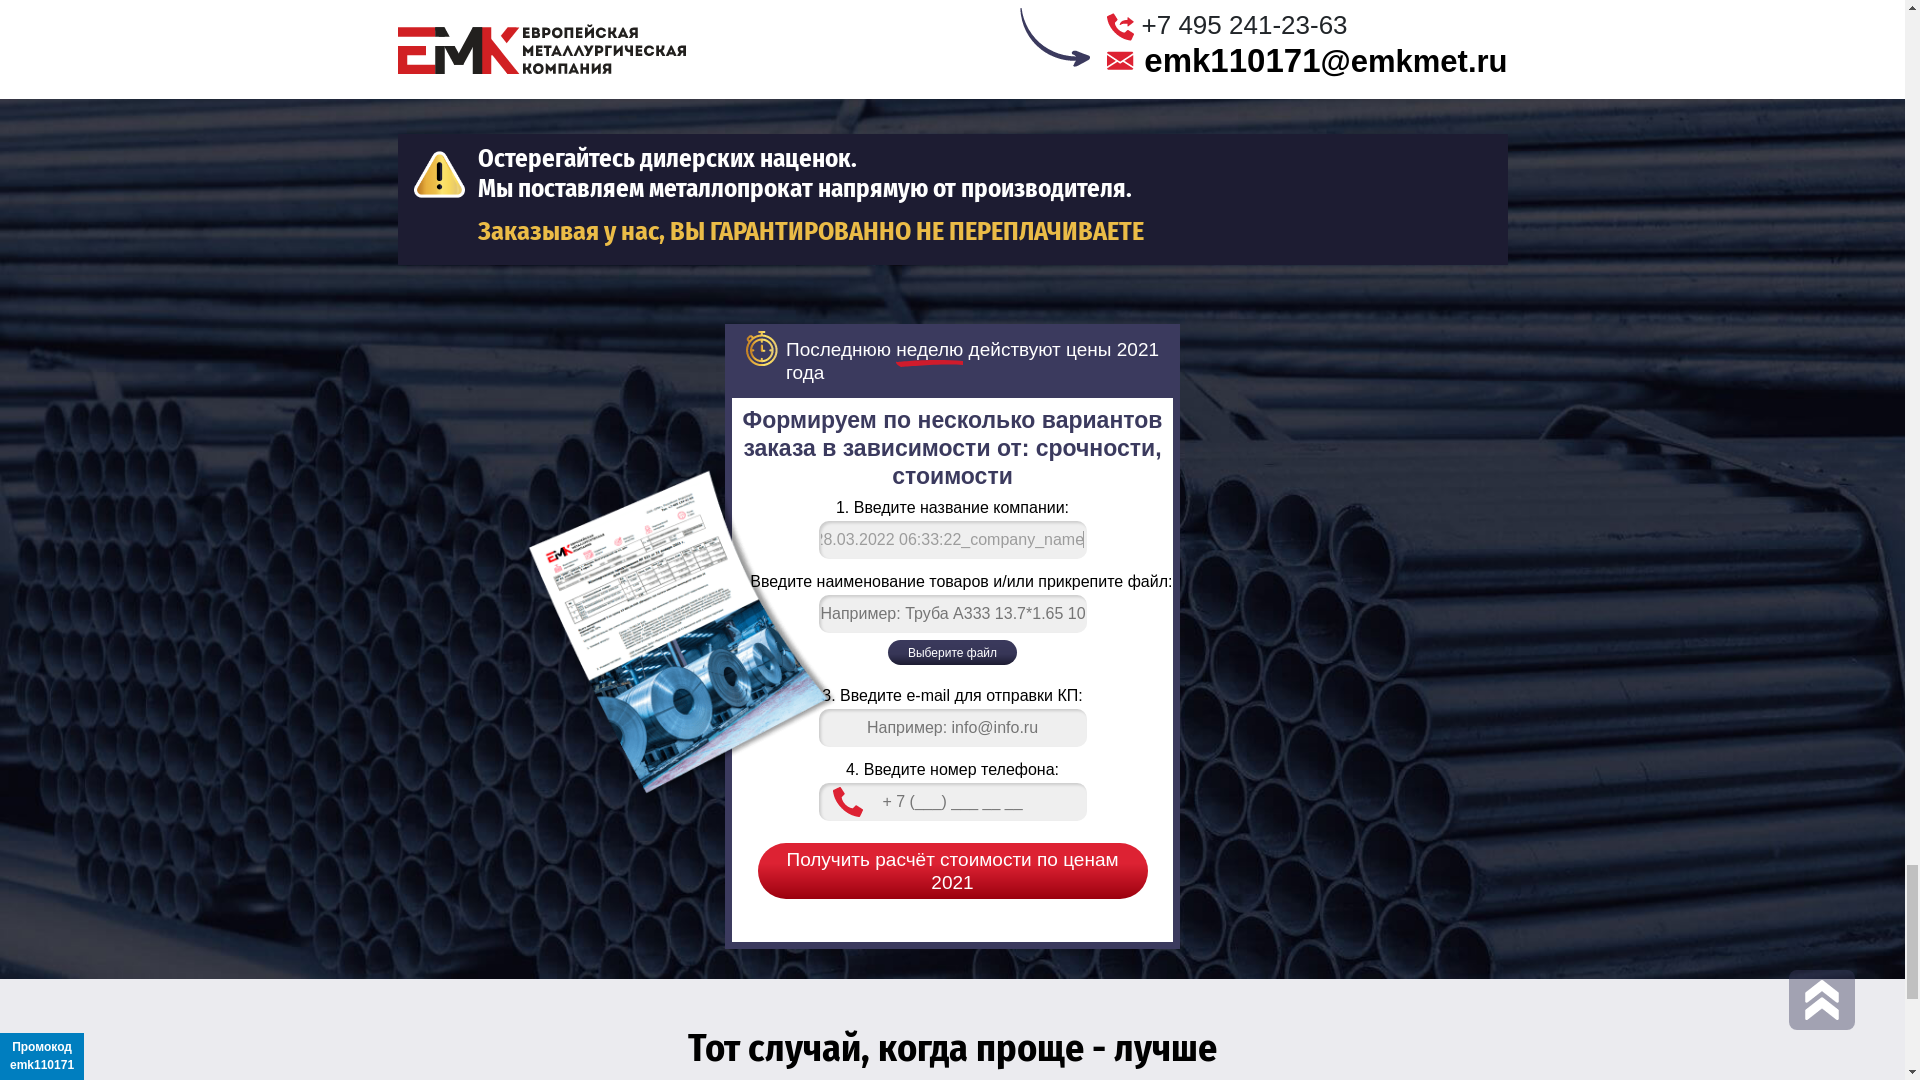 ЕВРОПЕЙСКАЯ
МЕТАЛЛУРГИЧЕСКАЯ
КОМПАНИЯ
EMK
+7 495 241-23-63
emk110171@emkmet.ru
Остерегайтесь дилерских наценок.
Мы поставляем металлопрокат напрямую от производителя.
Заказывая у нас, ВЫ ГАРАНТИРОВАННО НЕ ПЕРЕПЛАЧИВАЕТЕ
Последнюю неделю действуют цены 2021
года
Формируем по несколько вариантов
заказа в зависимости от: срочности,
стоимости
1. Введите название компании:
28.03.2022 06:33:22_company_name
Введите наименование товаров и/или прикрепите файл:
Например: Труба А333 13.7*1.65 10
Выберите файл
3. Введите e-mail для отправки КП:
Например: info@info.ru
4. Введите номер телефона:
+ 7 (___) ___ __ __
Получить расчёт стоимости по ценам
2021
Тот случай, когда проще - лучше
Промокод
emk110171